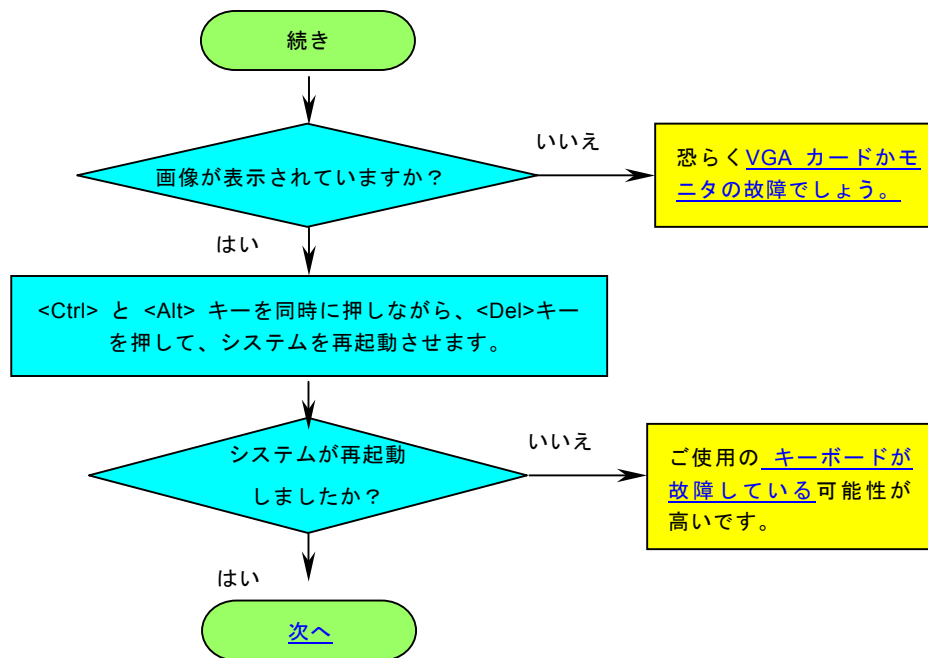 続き
画像が表示されていますか？
いいえ
恐らくVGA カードかモ
ニタの故障でしょう。
はい
<Ctrl> と <Alt> キーを同時に押しながら、<Del>キー
を押して、システムを再起動させます。
システムが再起動
しましたか？
いいえ
ご使用の キーボードが
故障している可能性が
高いです。
はい
次へ